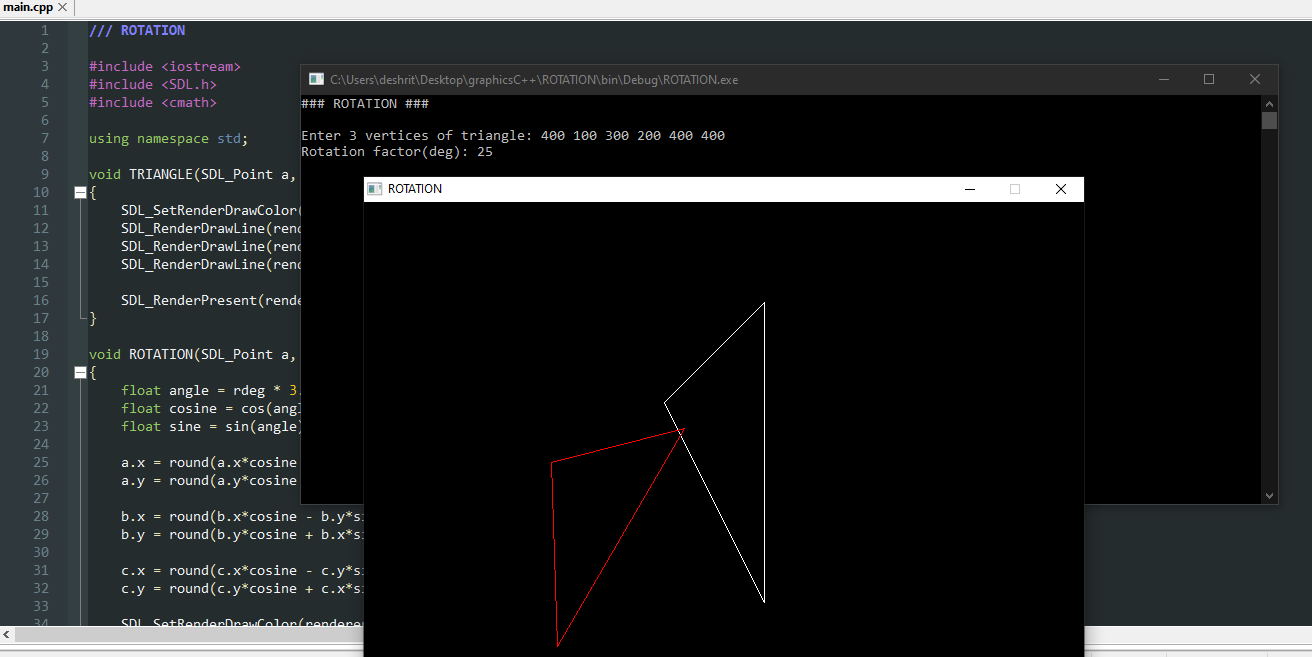 main.cpp
1 /// ROTATION
2
3 #include <iostream>
4 #include <SDL.h>
5 #include <cmath>
6
7 using namespace std;
8
9 void TRIANGLE(SDL_Point a,
10 {
11 SDL_SetRenderDrawColor(
12 SDL_RenderDrawLine(rend
13 SDL_RenderDrawLine(rend
14 SDL_RenderDrawLine(rend
15
16 SDL_RenderPresent(rende
17 }
18
19 void ROTATION(SDL_Point a,
20 {
21 float angle = rdeg * 3.
22 float cosine = cos(angl
23 float sine = sin(angle)
24
25 a.x = round(a.x*cosine
26 a.y = round(a.y*cosine
27
28 b.x = round(b.x*cosine - b.y*si
29 b.y = round(b.y*cosine + b.x*si
30
31 c.x = round(c.x*cosine - c.y*si
32 c.y = round(c.y*cosine + c.x*si
33
34 SDL_SetRenderDrawColor(rendere
C:\Users\deshrit\Desktop\graphicsC++\ROTATION\bin\Debug\ROTATION.exe
### ROTATION ###
Enter 3 vertices of triangle: 400 100 300 200 400 400
Rotation factor(deg): 25
ROTATION